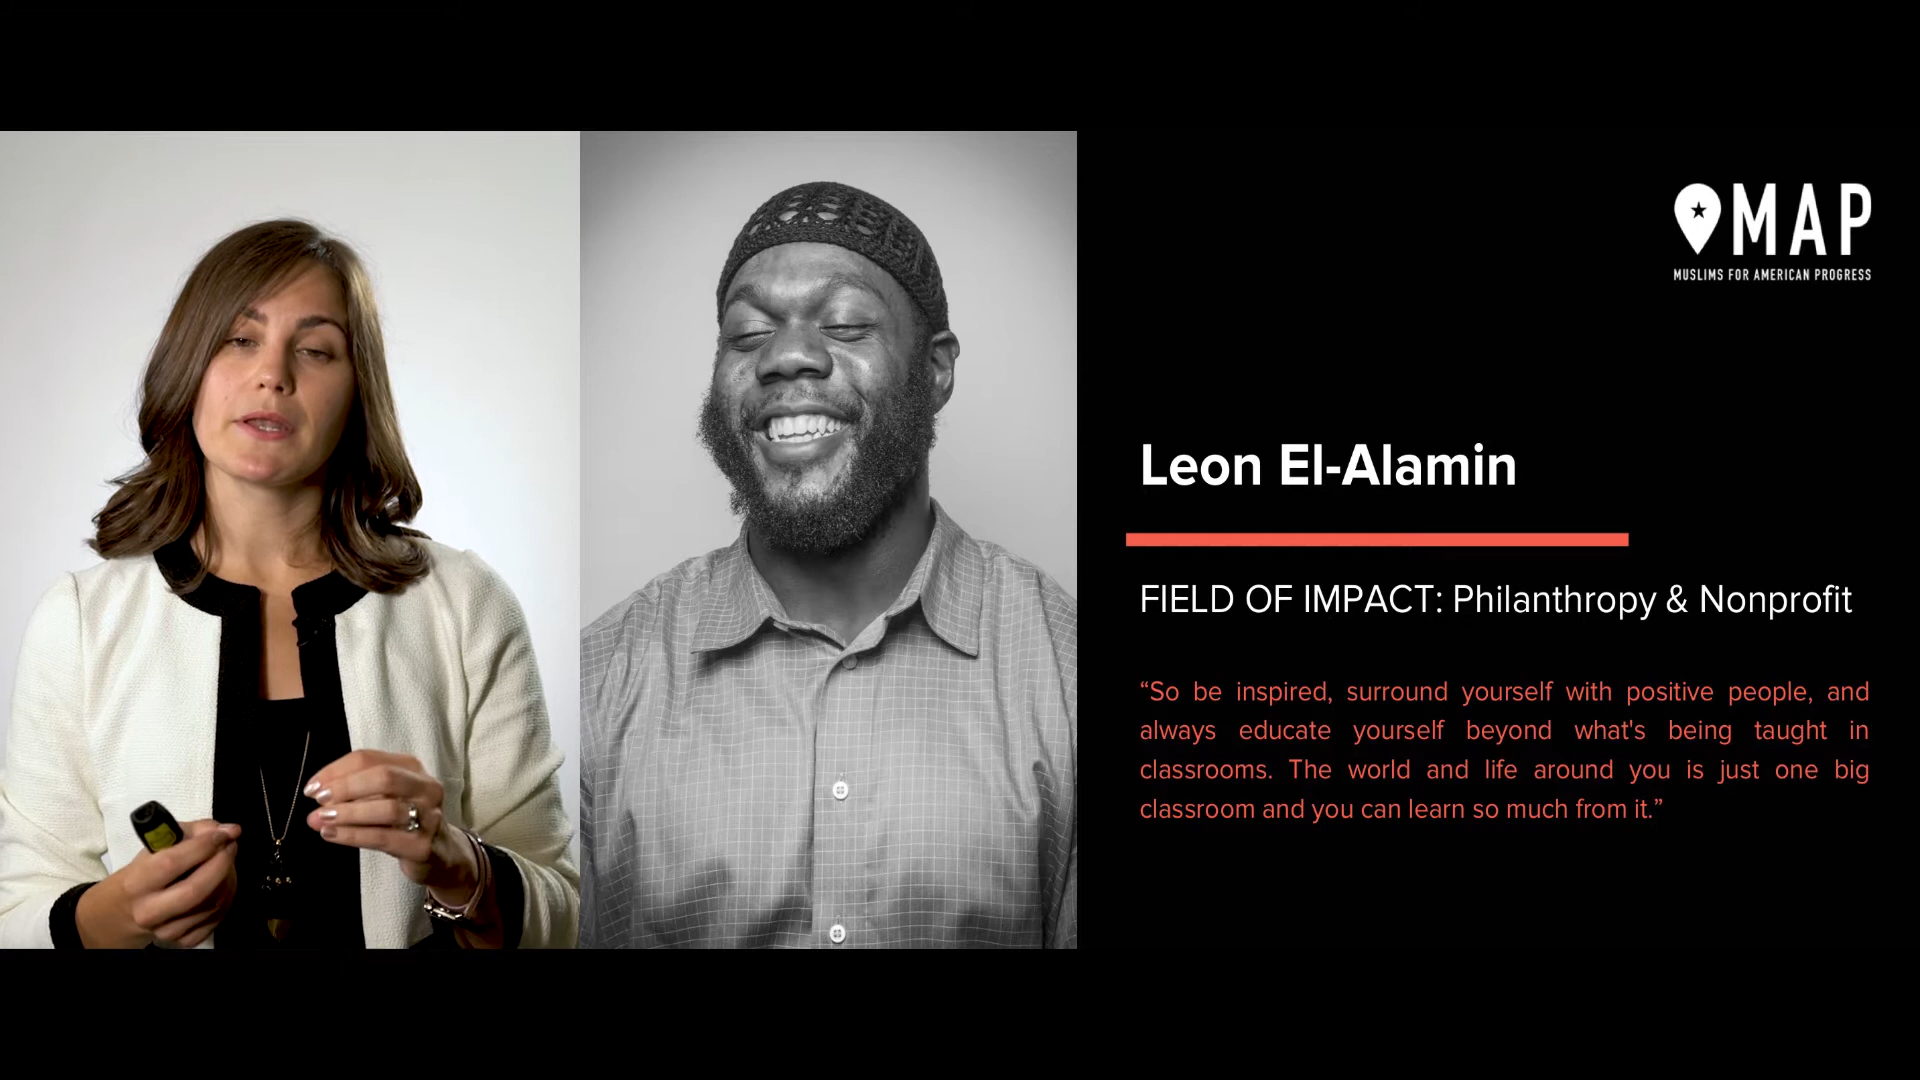 MAP
MUSLIMS FOR AMERICAN PROGRESS
Leon El-Alamin
FIELD OF IMPACT: Philanthropy & Nonprofit
“So be inspired, surround yourself with positive people, and
always educate yourself beyond what's being taught in
classrooms. The world and life around you is just one big
classroom and you can learn so much from it.”